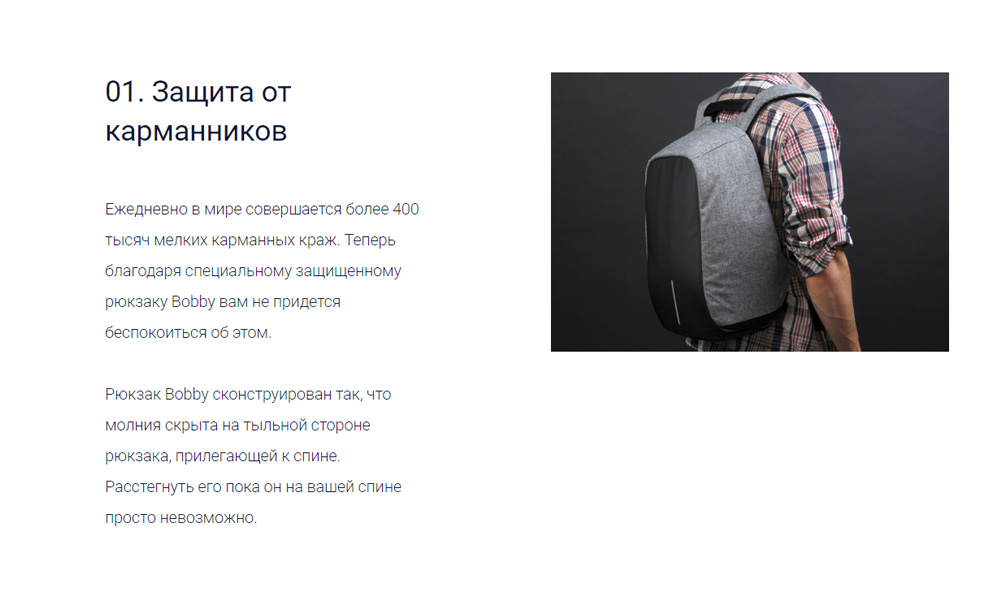 01. Защита от
карманников
Ежедневно в мире совершается более 400
тысяч мелких карманных краж. Теперь
благодаря специальному защищенному
рюкзаку Bobby вам не придется
беспокоиться об этом.
Рюкзак Bobby сконструирован так, что
молния скрыта на тыльной стороне
рюкзака, прилегающей к спине.
Расстегнуть его пока он на вашей спине
просто невозможно.